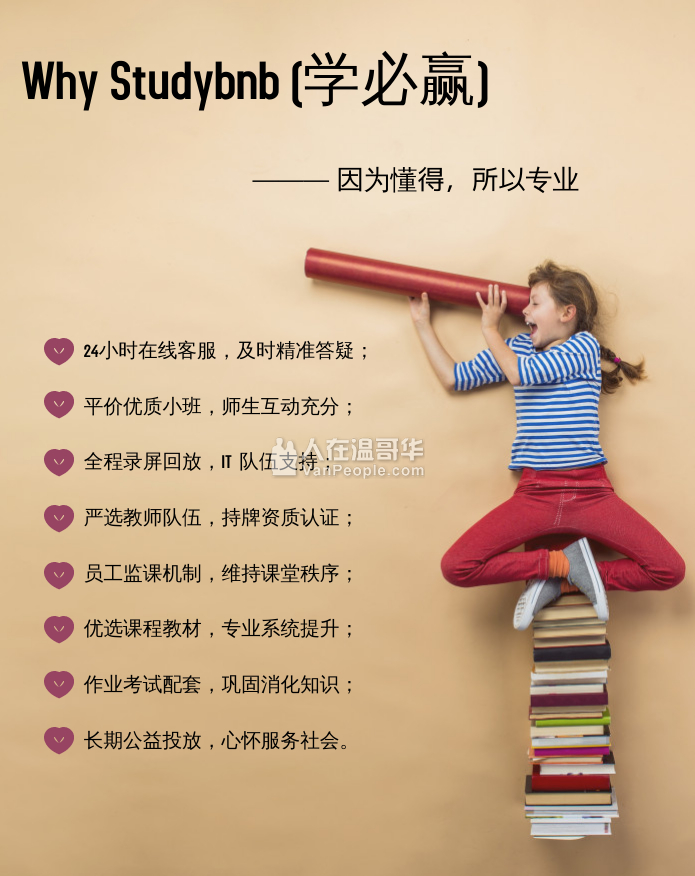 Why Studybnb (学必赢)
——— 因为懂得，所以专业
24小时在线客服，及时精准答疑；
平价优质小班，师生互动充分；
全程录屏回放，IT 队伍支持；
人在温哥华
VanPeople.com
严选教师队伍，持牌资质认证；
员工监课机制，维持课堂秩序；
优选课程教材，专业系统提升；
作业考试配套，巩固消化知识；
长期公益投放，心怀服务社会。